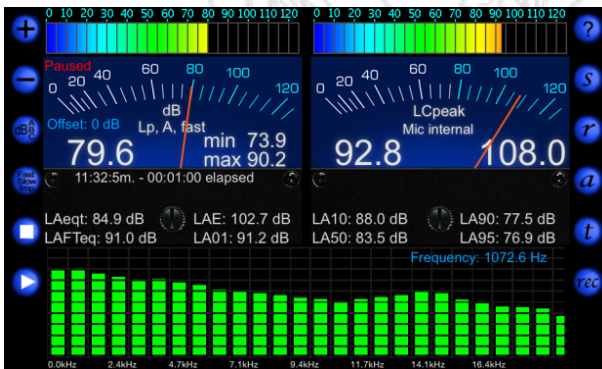 0 10 20 30 40 50 60 70 80 90 100 110 120
0 10 20 30 40 50 60 70 80 90 100 110 120
+
?
Paused
0 20 40 60 80 100 120
0 20 40 60 80 100 120
−
s
dB
Lp, A, fast
Offset: 0 dB
79.6
min 73.9
max 90.2
LCpeak
Mic internal
92.8
108.0
dB A B C
r
Fast
Slow
11:32:5m. - 00:01:00 elapsed
a
LAeqt: 84.9 dB
LAE: 102.7 dB
LA10: 88.0 dB
LA90: 77.5 dB
LAFTeq: 91.0 dB
LA01: 91.2 dB
LA50: 83.5 dB
LA95: 76.9 dB
t
Frequency: 1072.6 Hz
rec
0.0kHz 2.4kHz 4.7kHz 7.1kHz 9.4kHz 11.7kHz 14.1kHz 16.4kHz